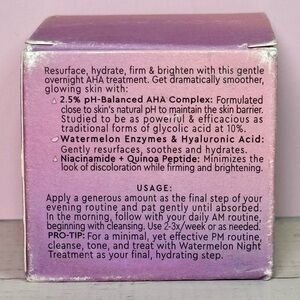 Resurface, hydrate, firm & brighten with this gentle
overnight AHA treatment. Get dramatically smoother,
glowing skin with:
2.5% pH-Balanced AHA Complex: Formulated
close to skin's natural pH to maintain the skin barrier.
Studied to be as powerful & efficacious as
traditional forms of glycolic acid at 10%.
Watermelon Enzymes & Hyaluronic Acid:
Gently resurfaces, soothes and hydrates.
Niacinamide + Quinoa Peptide: Minimizes the
look of discoloration while firming and brightening.
USAGE:
Apply a generous amount as the final step of your
evening routine and pat gently until absorbed.
In the morning, follow with your daily AM routine,
beginning with cleansing. Use 2-3x/week or as needed.
PRO-TIP: For a minimal, yet effective PM routine,
cleanse, tone, and treat with Watermelon Night
Treatment as your final, hydrating step.